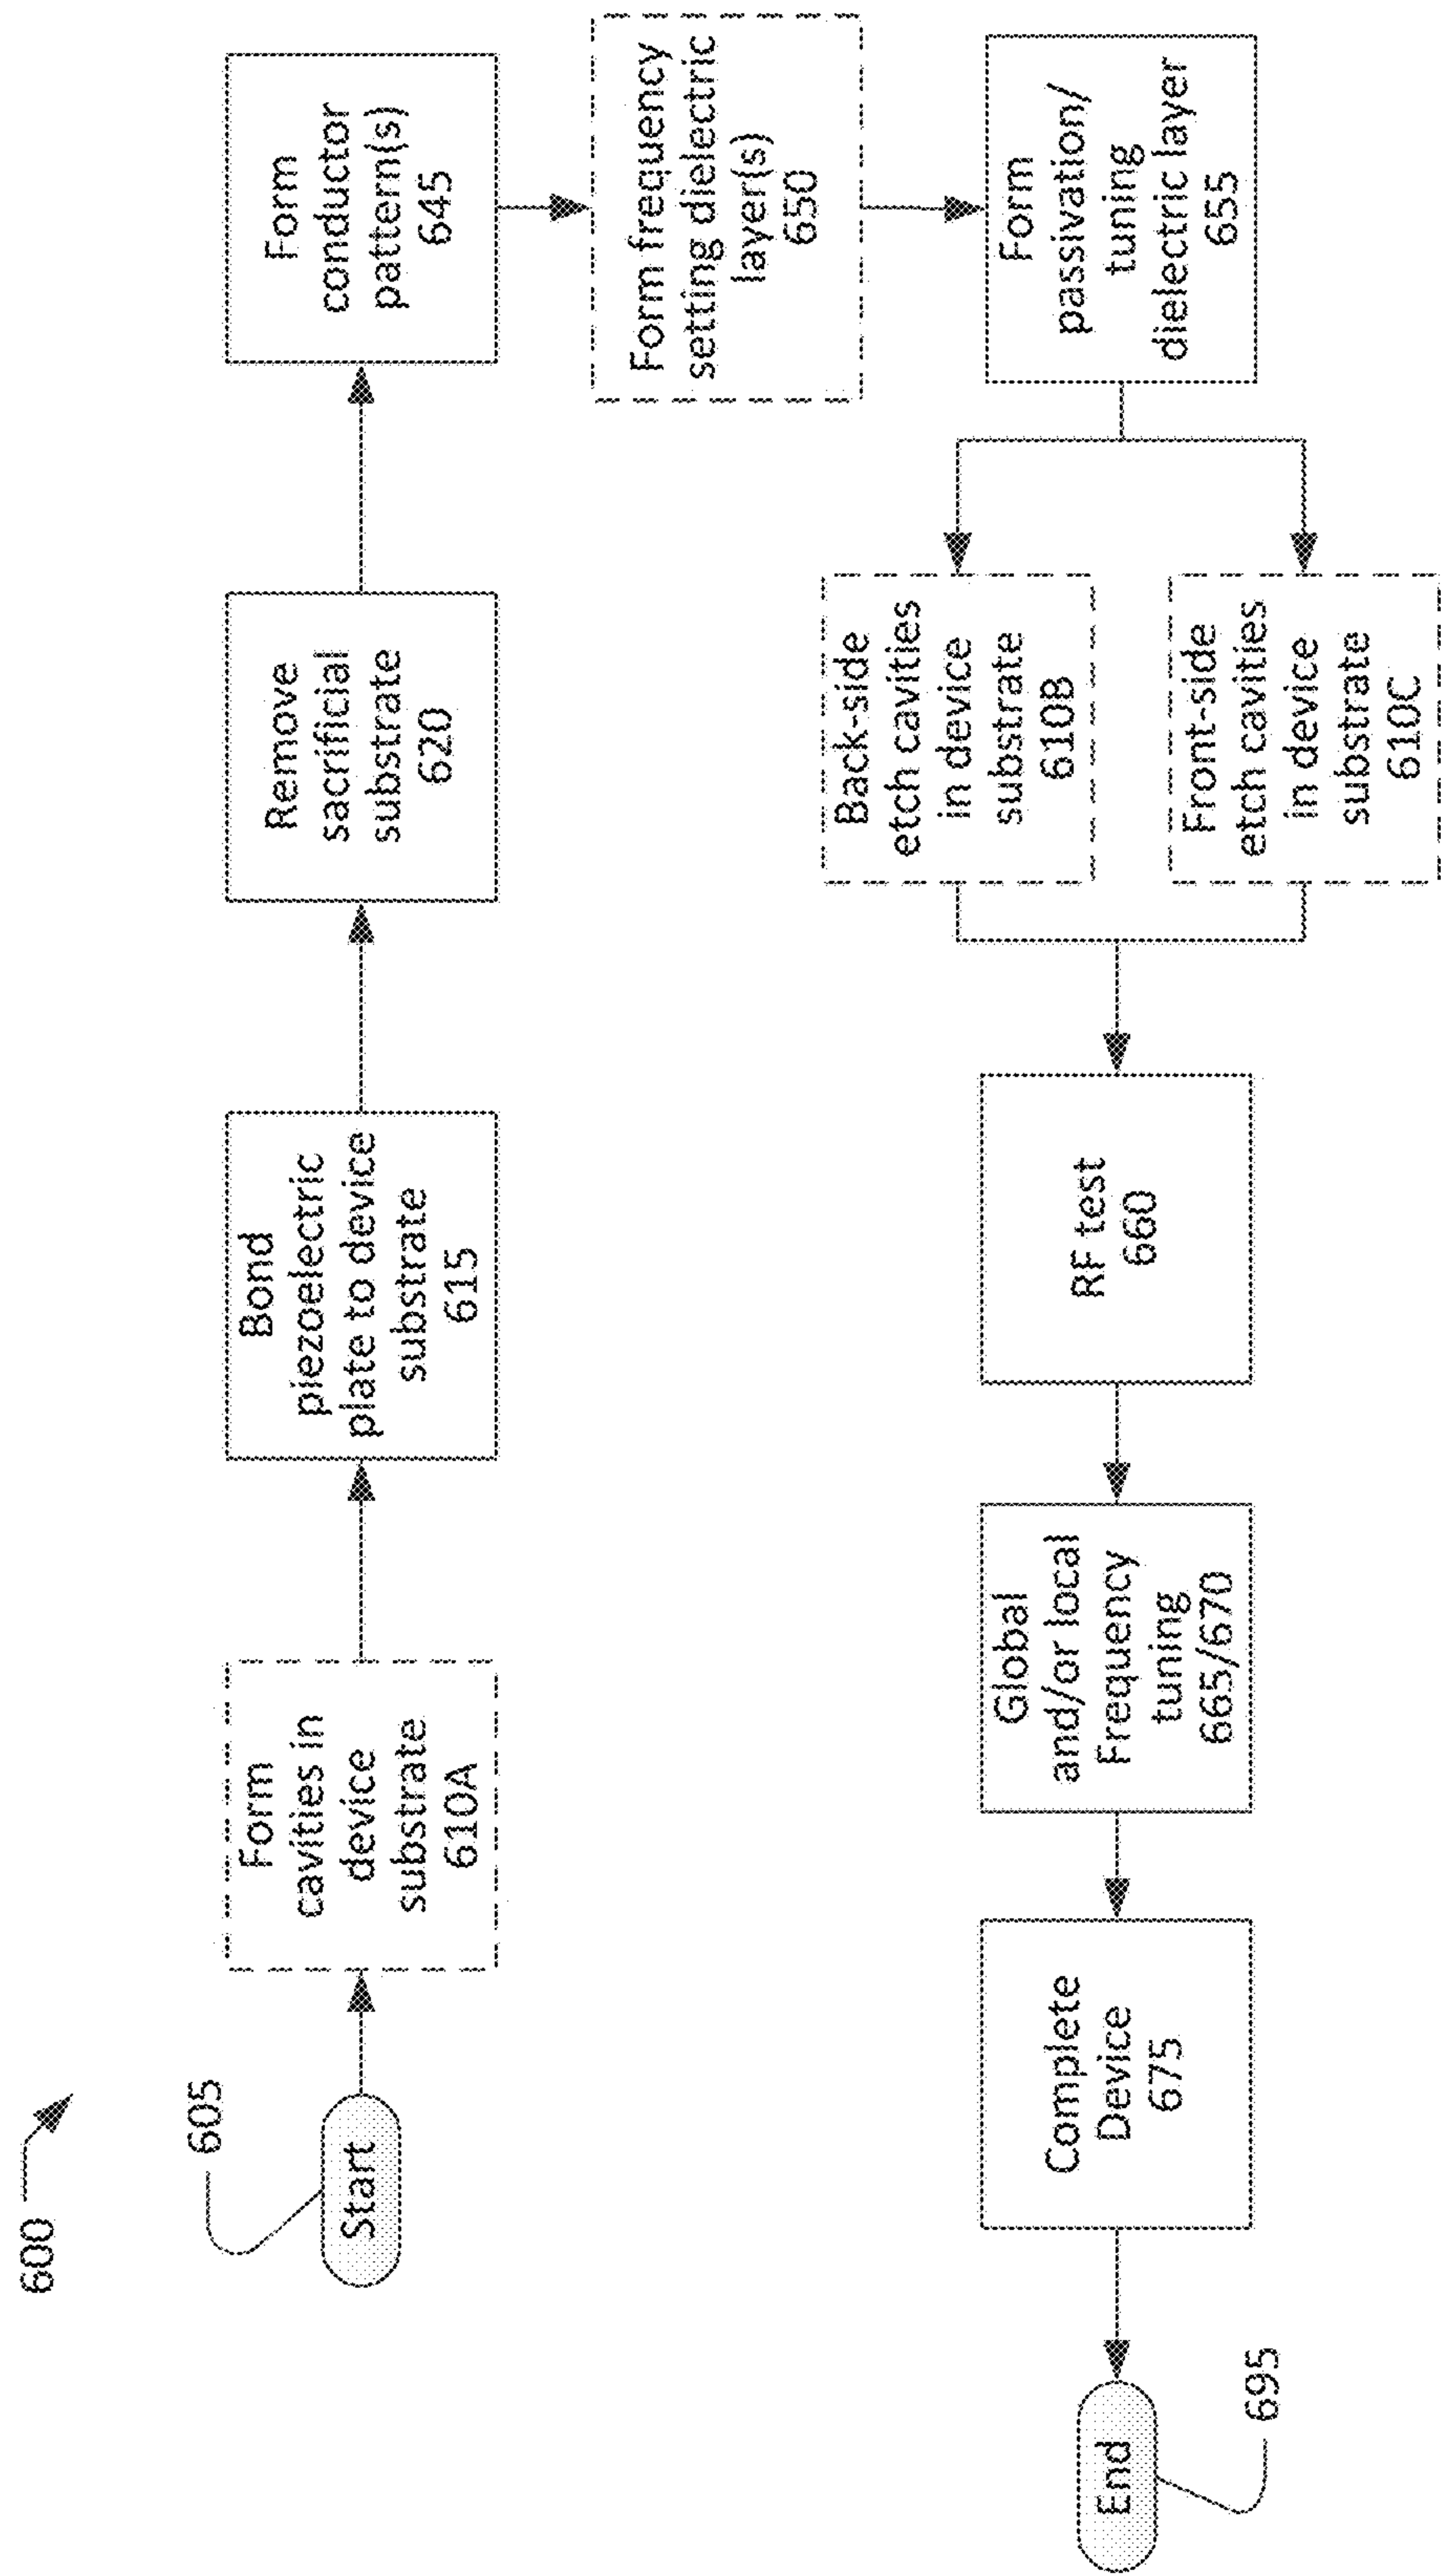 600
605
Start
Form
cavities in
device
substrate
610A
Bond
piezoelectric
plate to device
substrate
615
Remove
sacrificial
substrate
620
Form
conductor
pattern(s)
645
Form frequency
setting dielectric
layer(s)
650
Form
passivation/
tuning
dielectric layer
655
Back-side
etch cavities
in device
substrate
610B
Front-side
etch cavities
in device
substrate
610C
RF test
660
Global
and/or local
Frequency
tuning
665/670
Complete
Device
675
End
695